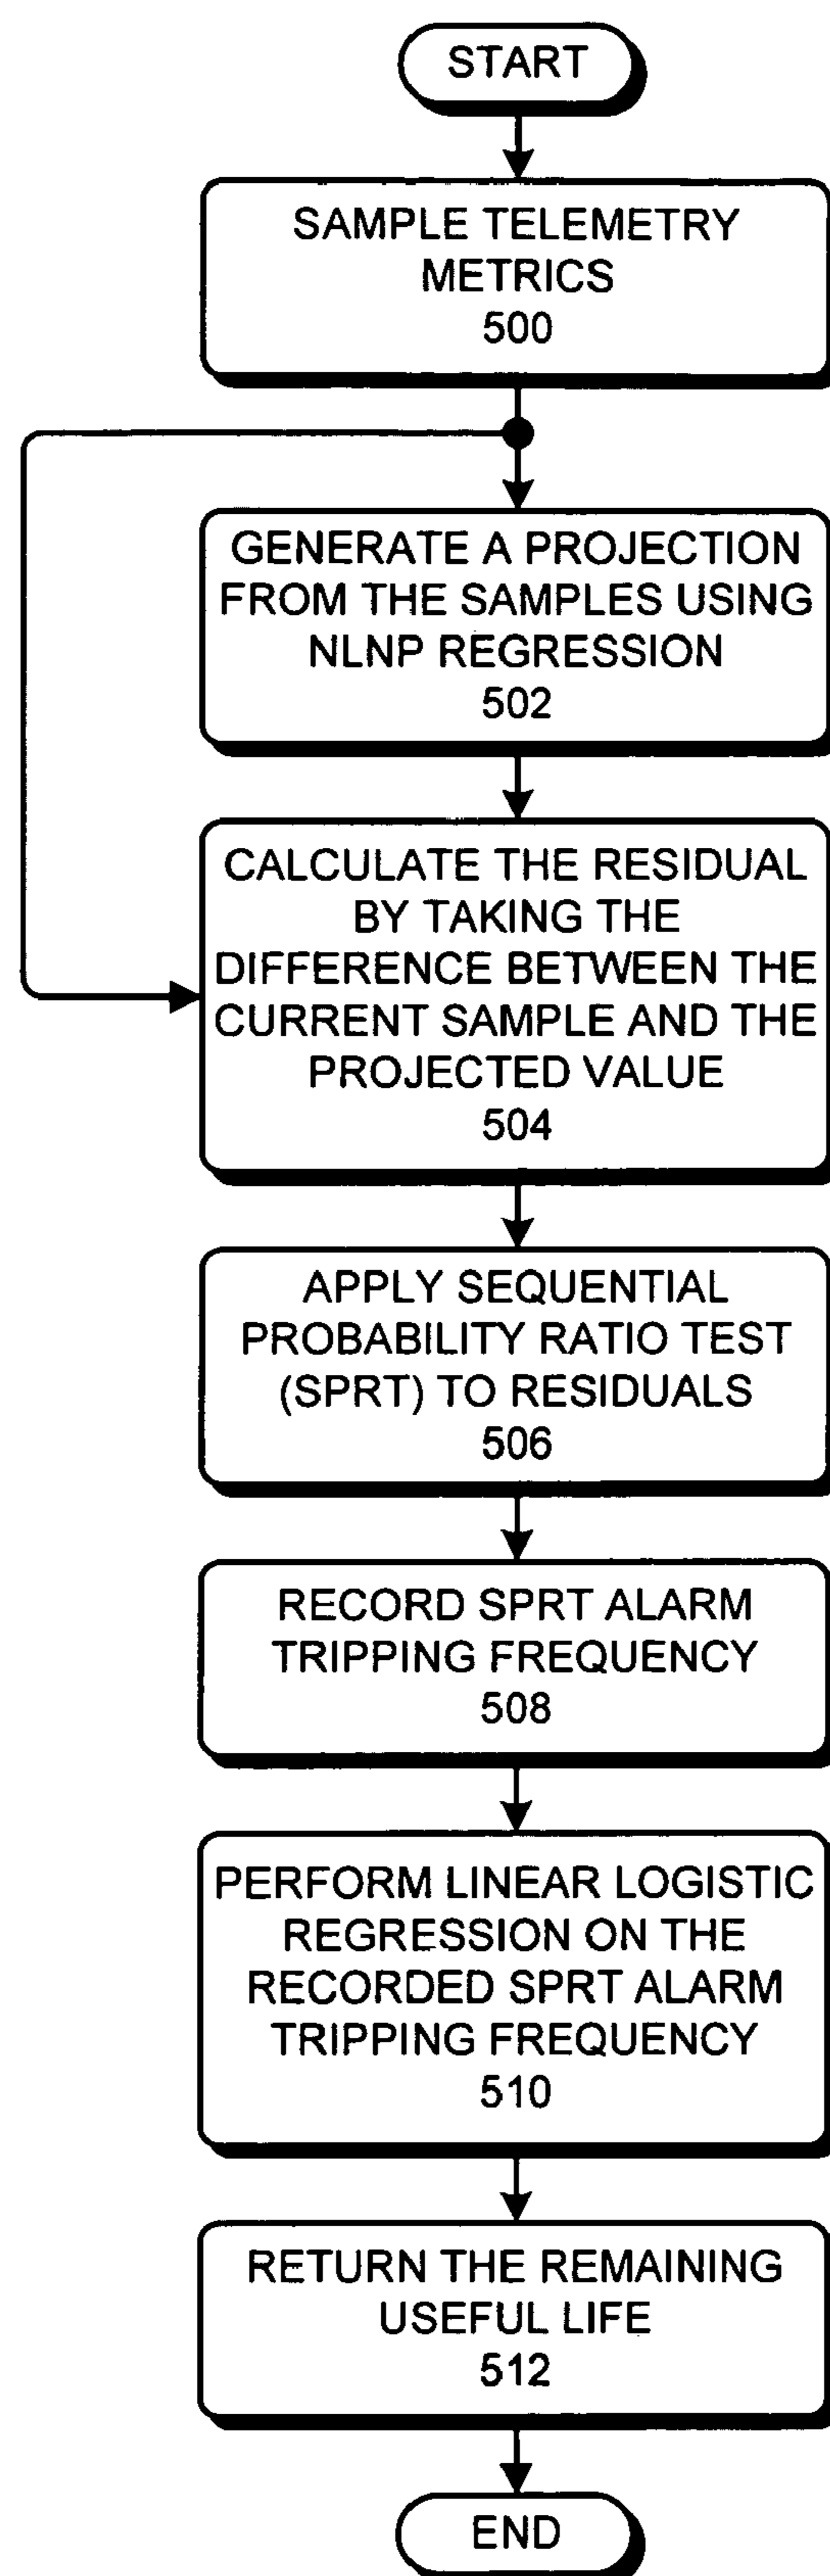 START
SAMPLE TELEMETRY
METRICS
500
GENERATE A PROJECTION
FROM THE SAMPLES USING
NLNP REGRESSION
502
CALCULATE THE RESIDUAL
BY TAKING THE
DIFFERENCE BETWEEN THE
CURRENT SAMPLE AND THE
PROJECTED VALUE
504
APPLY SEQUENTIAL
PROBABILITY RATIO TEST
(SPRT) TO RESIDUALS
506
RECORD SPRT ALARM
TRIPPING FREQUENCY
508
PERFORM LINEAR LOGISTIC
REGRESSION ON THE
RECORDED SPRT ALARM
TRIPPING FREQUENCY
510
RETURN THE REMAINING
USEFUL LIFE
512
END